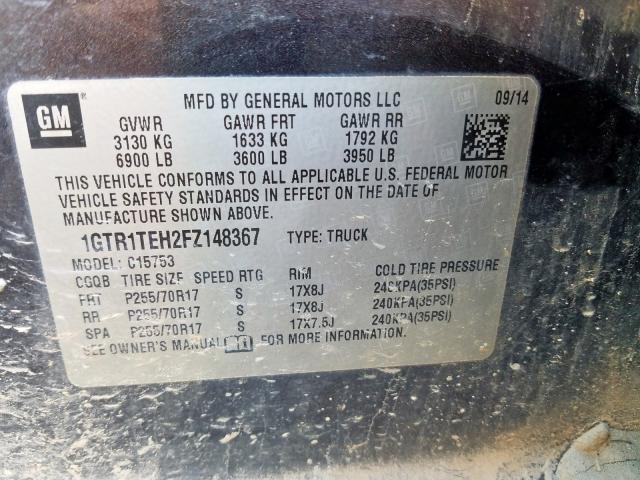 GM
MFD BY GENERAL MOTORS LLC 09/14
GVWR GAWR FRT GAWR RR
3130 KG 1633 KG 1792 KG
6900 LB 3600 LB 3950 LB
THIS VEHICLE CONFORMS TO ALL APPLICABLE U.S. FEDERAL MOTOR
VEHICLE SAFETY STANDARDS IN EFFECT ON THE DATE OF
MANUFACTURE SHOWN ABOVE.
1GTR1TEH2FZ148367 TYPE: TRUCK
MODEL: C15753
CGQB TIRE SIZE SPEED RTG RIM COLD TIRE PRESSURE
FRT P255/70R17 S 17X8J 240KPA(35PSI)
RR P255/70R17 S 17X8J 240KPA(35PSI)
SPA P255/70R17 S 17X7.5J 240KPA(35PSI)
SEE OWNER'S MANUAL FOR MORE INFORMATION.